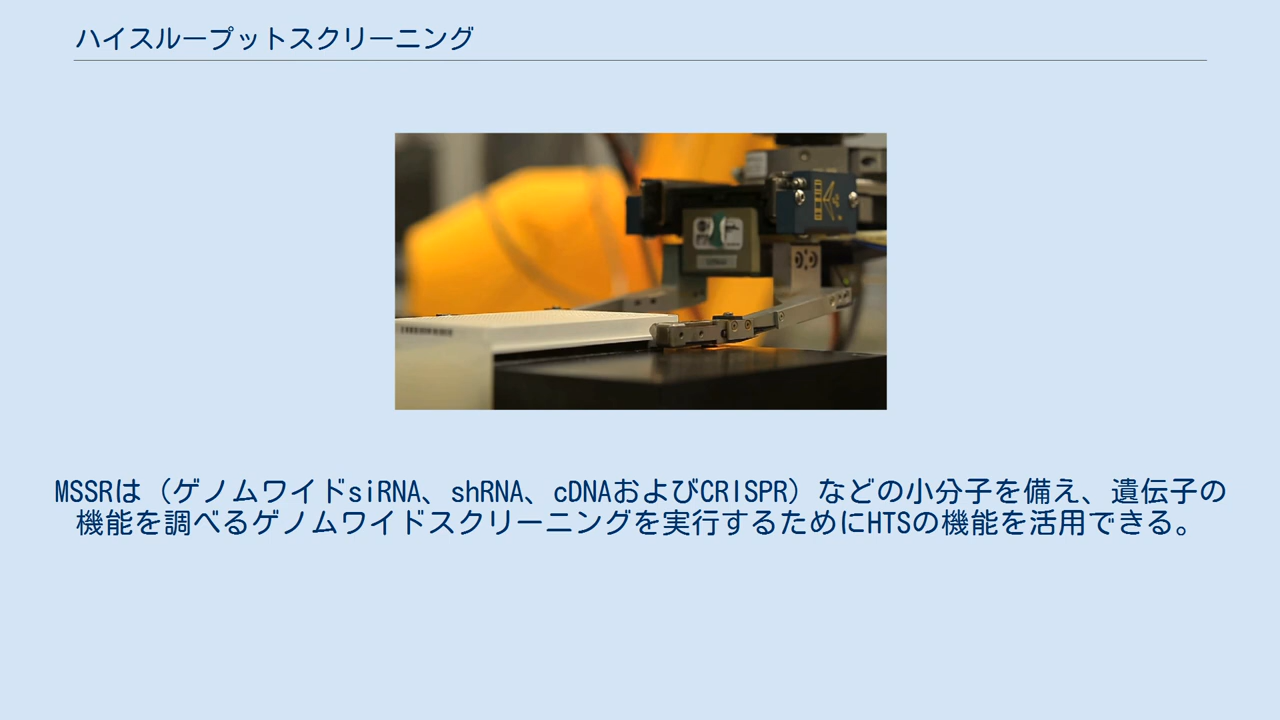 ハイスループットスクリーニング
MSSRは（ゲノムワイドsiRNA、shRNA、cDNAおよびCRISPR）などの小分子を備え、遺伝子の
機能を調べるゲノムワイドスクリーニングを実行するためにHTSの機能を活用できる。